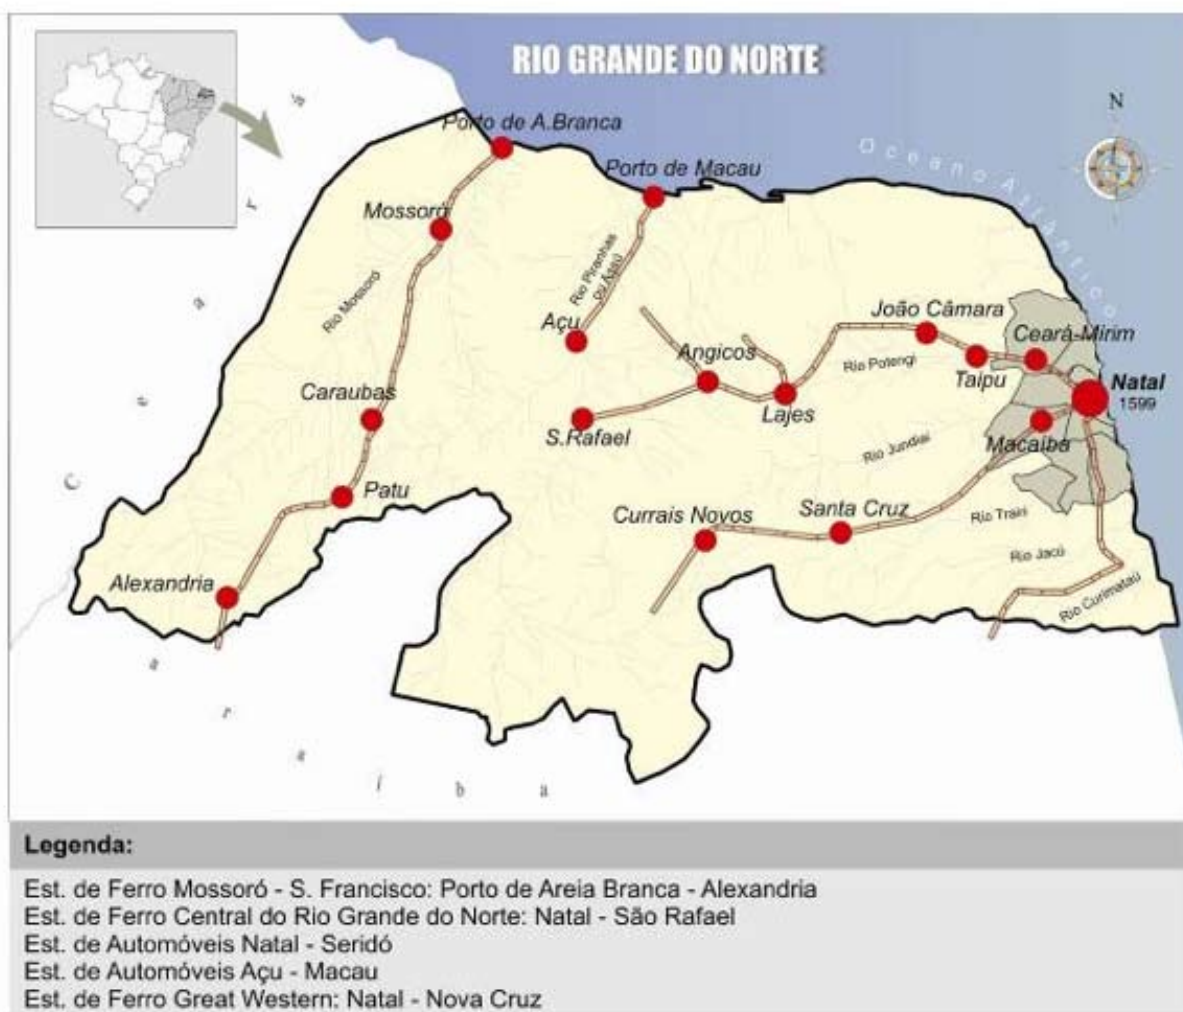 RIO GRANDE DO NORTE
N
Porto de A.Branca
Oceano Atlântico
Porto de Macau
Mossoró
Rio Piranhas
ou Assú
Rio Mossoró
João Câmara
Açu
Ceará-Mirim
Angicos
Rio Potengi
Taipu
Natal
1599
Caraubas
Lajes
S.Rafael
Macaíba
Rio Jundiaí
Ceará
Patu
Santa Cruz
Currais Novos
Rio Trairi
Rio Jacú
Alexandria
Rio Curimataú
Paraíba
Legenda:
Est. de Ferro Mossoró - S. Francisco: Porto de Areia Branca - Alexandria
Est. de Ferro Central do Rio Grande do Norte: Natal - São Rafael
Est. de Automóveis Natal - Seridó
Est. de Automóveis Açu - Macau
Est. de Ferro Great Western: Natal - Nova Cruz